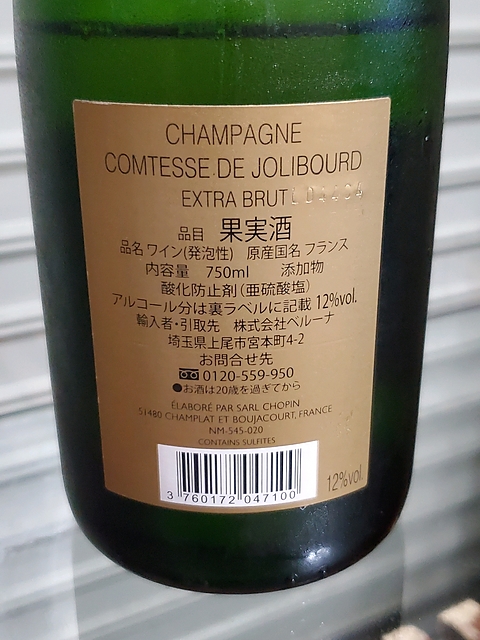 CHAMPAGNE
COMTESSE DE JOLIBOURD
EXTRA BRUT
品目 果実酒
品名 ワイン(発泡性) 原産国名 フランス
内容量 750ml 添加物
酸化防止剤(亜硫酸塩)
アルコール分は裏ラベルに記載 12%vol.
輸入者・引取先 株式会社ベルーナ
埼玉県上尾市宮本町4-2
お問合せ先
0120-559-950
●お酒は20歳を過ぎてから
ÉLABORÉ PAR SARL CHOPIN
51480 CHAMPLAT ET BOUJACOURT, FRANCE
NM-545-020
CONTAINS SULFITES
3 760172 047100
12%vol